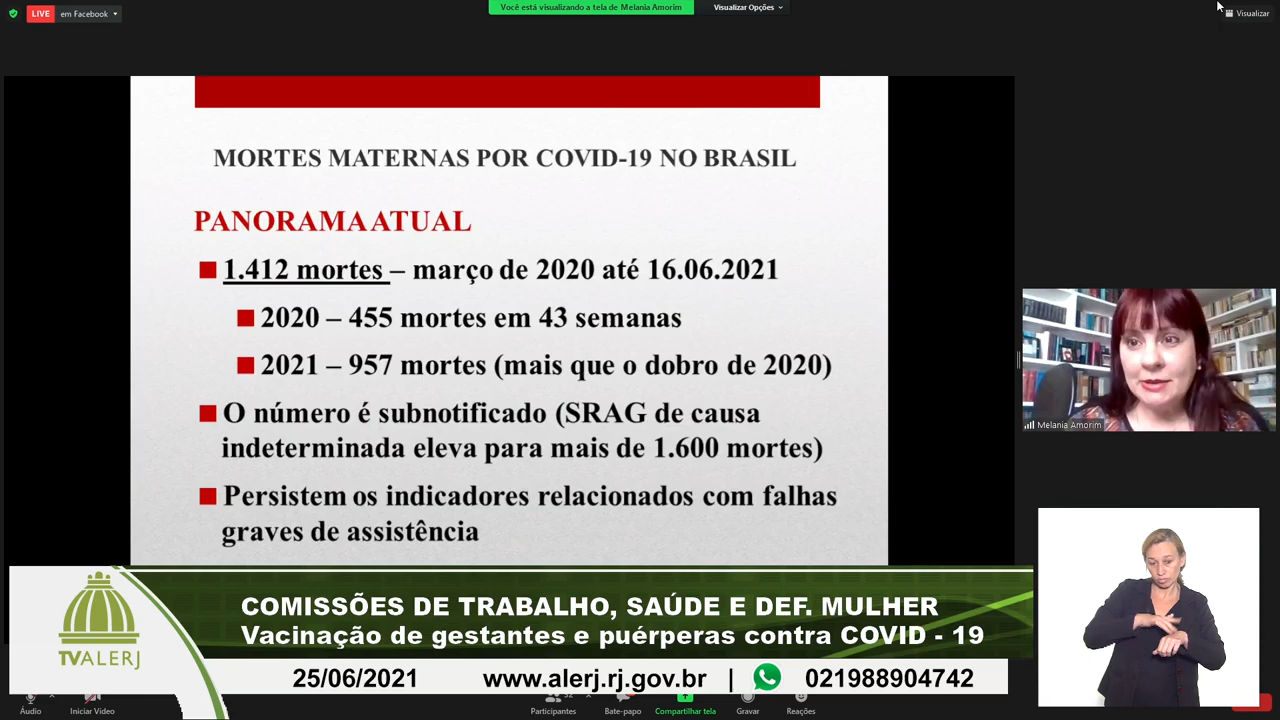 LIVE em Facebook
Você está visualizando a tela de Melania Amorim
Visualizar Opções
Visualizar
MORTES MATERNAS POR COVID-19 NO BRASIL
PANORAMA ATUAL
1.412 mortes – março de 2020 até 16.06.2021
2020 – 455 mortes em 43 semanas
2021 – 957 mortes (mais que o dobro de 2020)
O número é subnotificado (SRAG de causa
indeterminada eleva para mais de 1.600 mortes)
Persistem os indicadores relacionados com falhas
graves de assistência
Melania Amorim
COMISSÕES DE TRABALHO, SAÚDE E DEF. MULHER
Vacinação de gestantes e puérperas contra COVID - 19
TVALERJ
25/06/2021 www.alerj.rj.gov.br | 021988904742
Áudio Iniciar Vídeo Participantes Bate-papo Compartilhar tela Gravar Reações